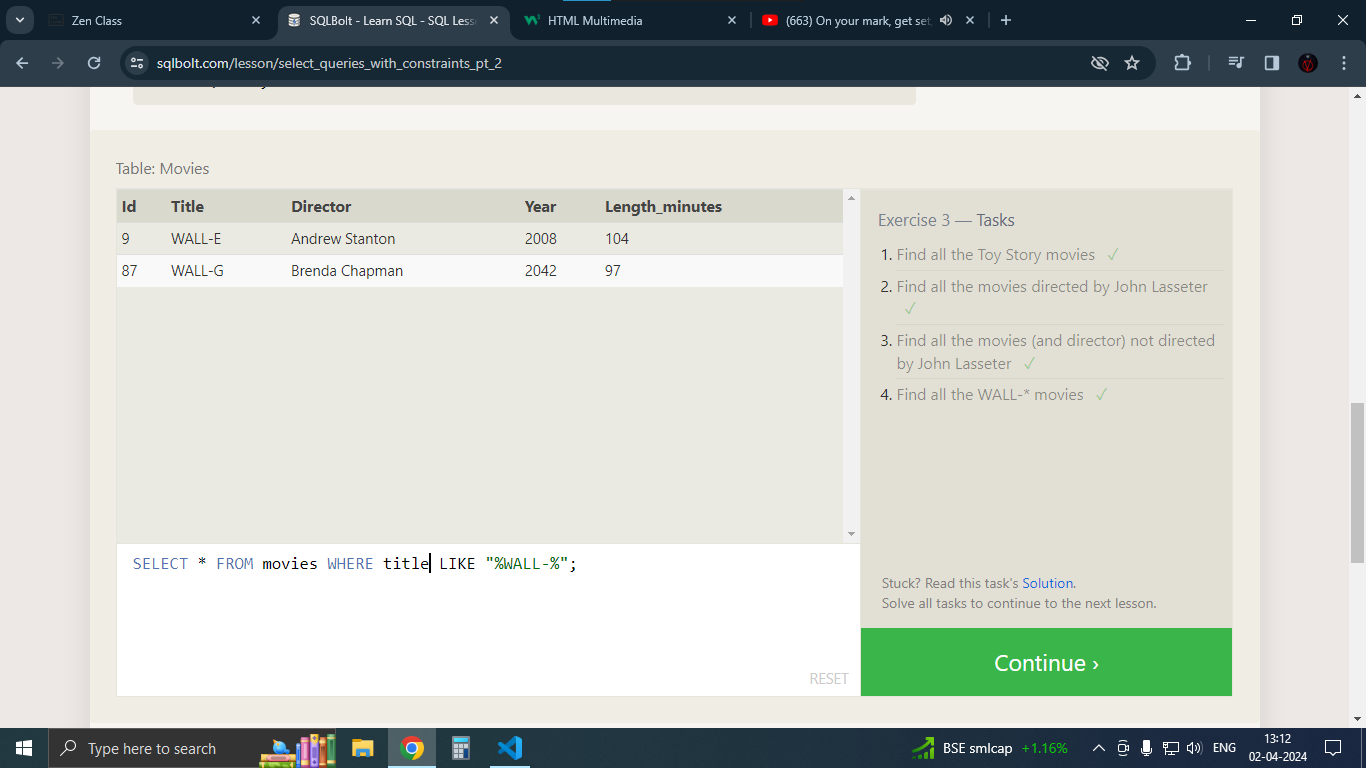 Zen Class
SQLBolt - Learn SQL - SQL Less
HTML Multimedia
(663) On your mark, get set
sqlbolt.com/lesson/select_queries_with_constraints_pt_2
Table: Movies
Id Title Director Year Length_minutes
9 WALL-E Andrew Stanton 2008 104
87 WALL-G Brenda Chapman 2042 97
Exercise 3 — Tasks
1. Find all the Toy Story movies ✓
2. Find all the movies directed by John Lasseter
✓
3. Find all the movies (and director) not directed
by John Lasseter ✓
4. Find all the WALL-* movies ✓
SELECT * FROM movies WHERE title LIKE "%WALL-%";
RESET
Stuck? Read this task's Solution.
Solve all tasks to continue to the next lesson.
Continue ›
Type here to search
BSE smlcap +1.16%
ENG
13:12
02-04-2024